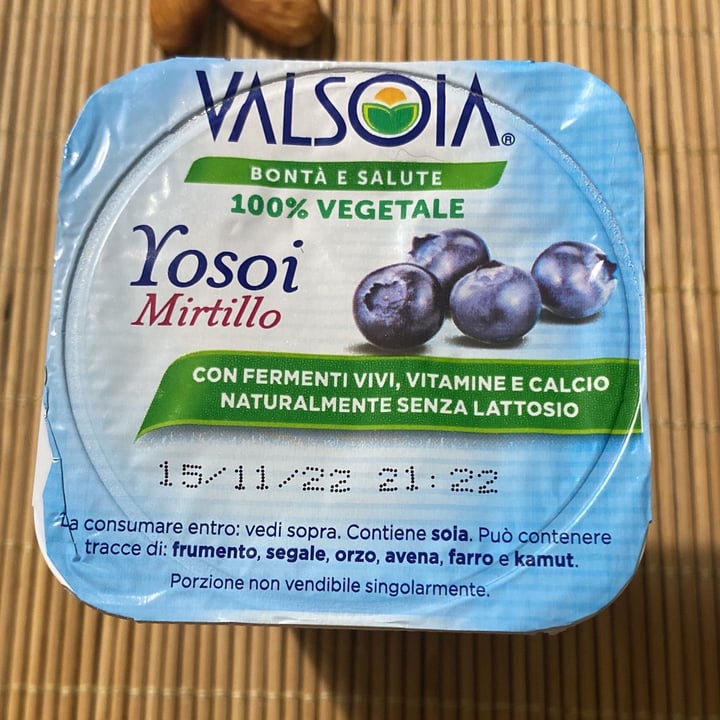 VALSOIA®
BONTÀ E SALUTE
100% VEGETALE
Yosoi
Mirtillo
CON FERMENTI VIVI, VITAMINE E CALCIO
NATURALMENTE SENZA LATTOSIO
15/11/22 21:22
consumare entro: vedi sopra. Contiene soia. Può contenere
tracce di: frumento, segale, orzo, avena, farro e kamut.
Porzione non vendibile singolarmente.